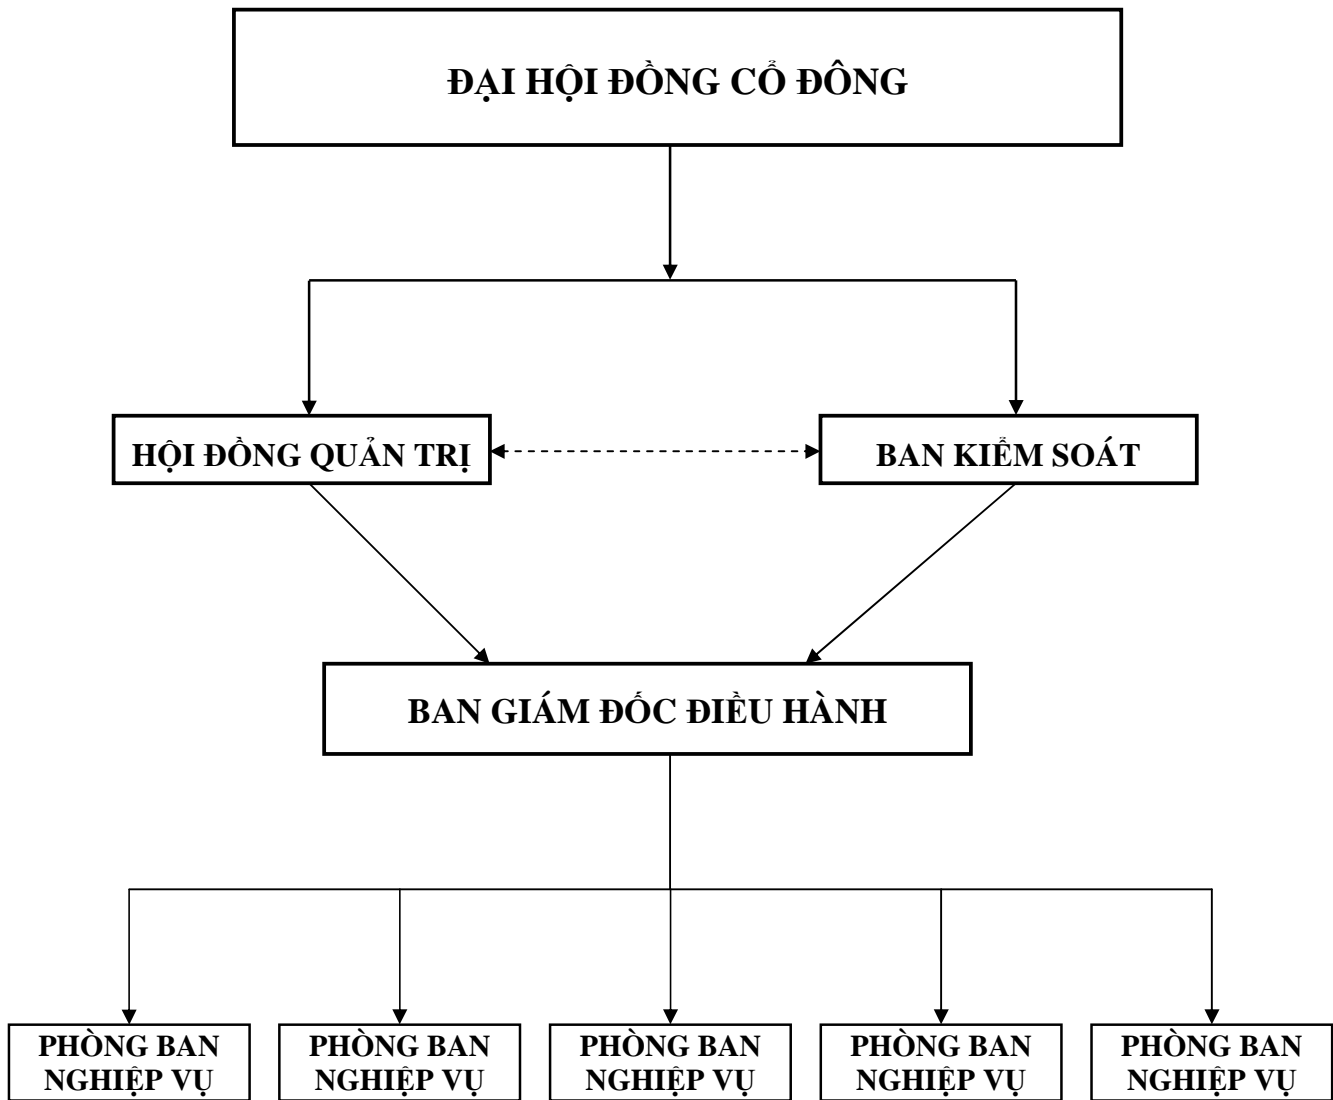 ĐẠI HỘI ĐỒNG CỔ ĐÔNG
HỘI ĐỒNG QUẢN TRỊ
BAN KIỂM SOÁT
BAN GIÁM ĐỐC ĐIỀU HÀNH
PHÒNG BAN
NGHIỆP VỤ
PHÒNG BAN
NGHIỆP VỤ
PHÒNG BAN
NGHIỆP VỤ
PHÒNG BAN
NGHIỆP VỤ
PHÒNG BAN
NGHIỆP VỤ